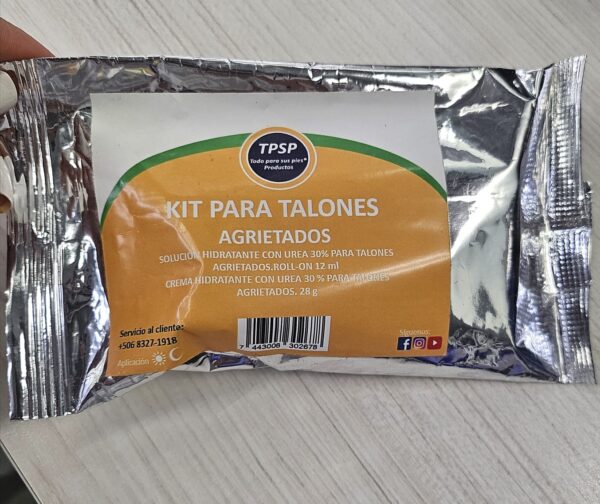 TPSP
Todo para sus pies®
Productos
KIT PARA TALONES
AGRIETADOS
SOLUCION HIDRATANTE CON UREA 30% PARA TALONES
AGRIETADOS.ROLL-ON 12 ml
CREMA HIDRATANTE CON UREA 30 % PARA TALONES
AGRIETADOS. 28 g
Servicio al cliente:
+506 8327-1918
Aplicación
7 443008 302678
Síguenos: